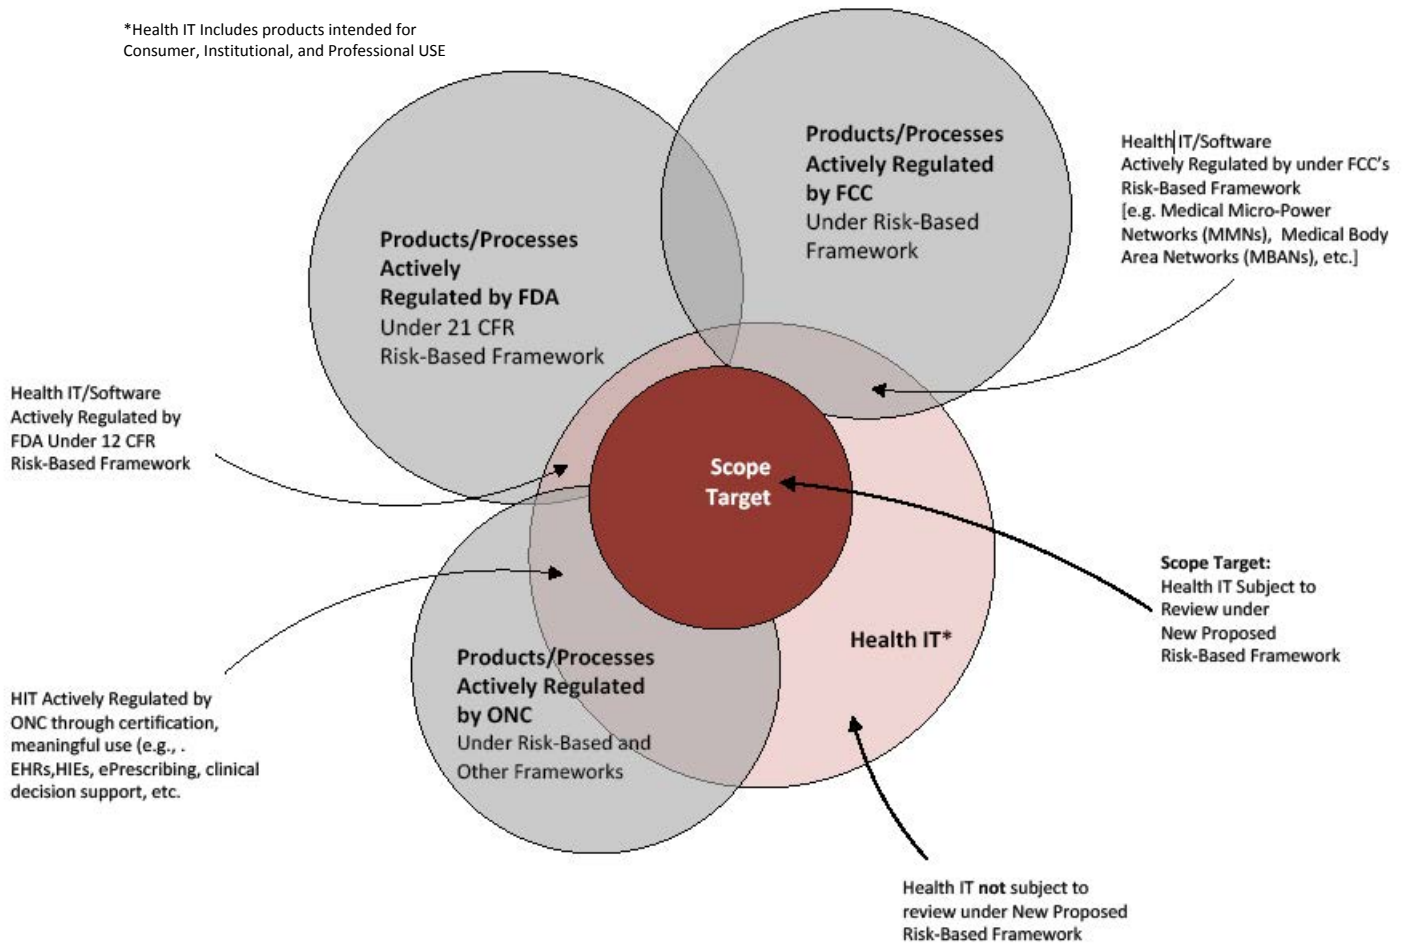 *Health IT Includes products intended for
Consumer, Institutional, and Professional USE
Products/Processes
Actively Regulated
by FCC
Under Risk-Based
Framework
Health IT/Software
Actively Regulated by under FCC's
Risk-Based Framework
[e.g. Medical Micro-Power
Networks (MMNs), Medical Body
Area Networks (MBANs), etc.]
Products/Processes
Actively
Regulated by FDA
Under 21 CFR
Risk-Based Framework
Health IT/Software
Actively Regulated by
FDA Under 12 CFR
Risk-Based Framework
Scope
Target
Scope Target:
Health IT Subject to
Review under
New Proposed
Risk-Based Framework
Health IT*
Products/Processes
Actively Regulated
by ONC
Under Risk-Based and
Other Frameworks
HIT Actively Regulated by
ONC through certification,
meaningful use (e.g., .
EHRs,HIEs, ePrescribing, clinical
decision support, etc.
Health IT not subject to
review under New Proposed
Risk-Based Framework